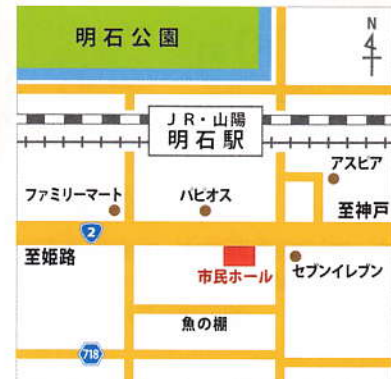 明石公園
N
JR・山陽
明石駅
アスピア
ファミリーマート
パピオス
至神戸
2
至姫路
市民ホール
セブンイレブン
魚の棚
718